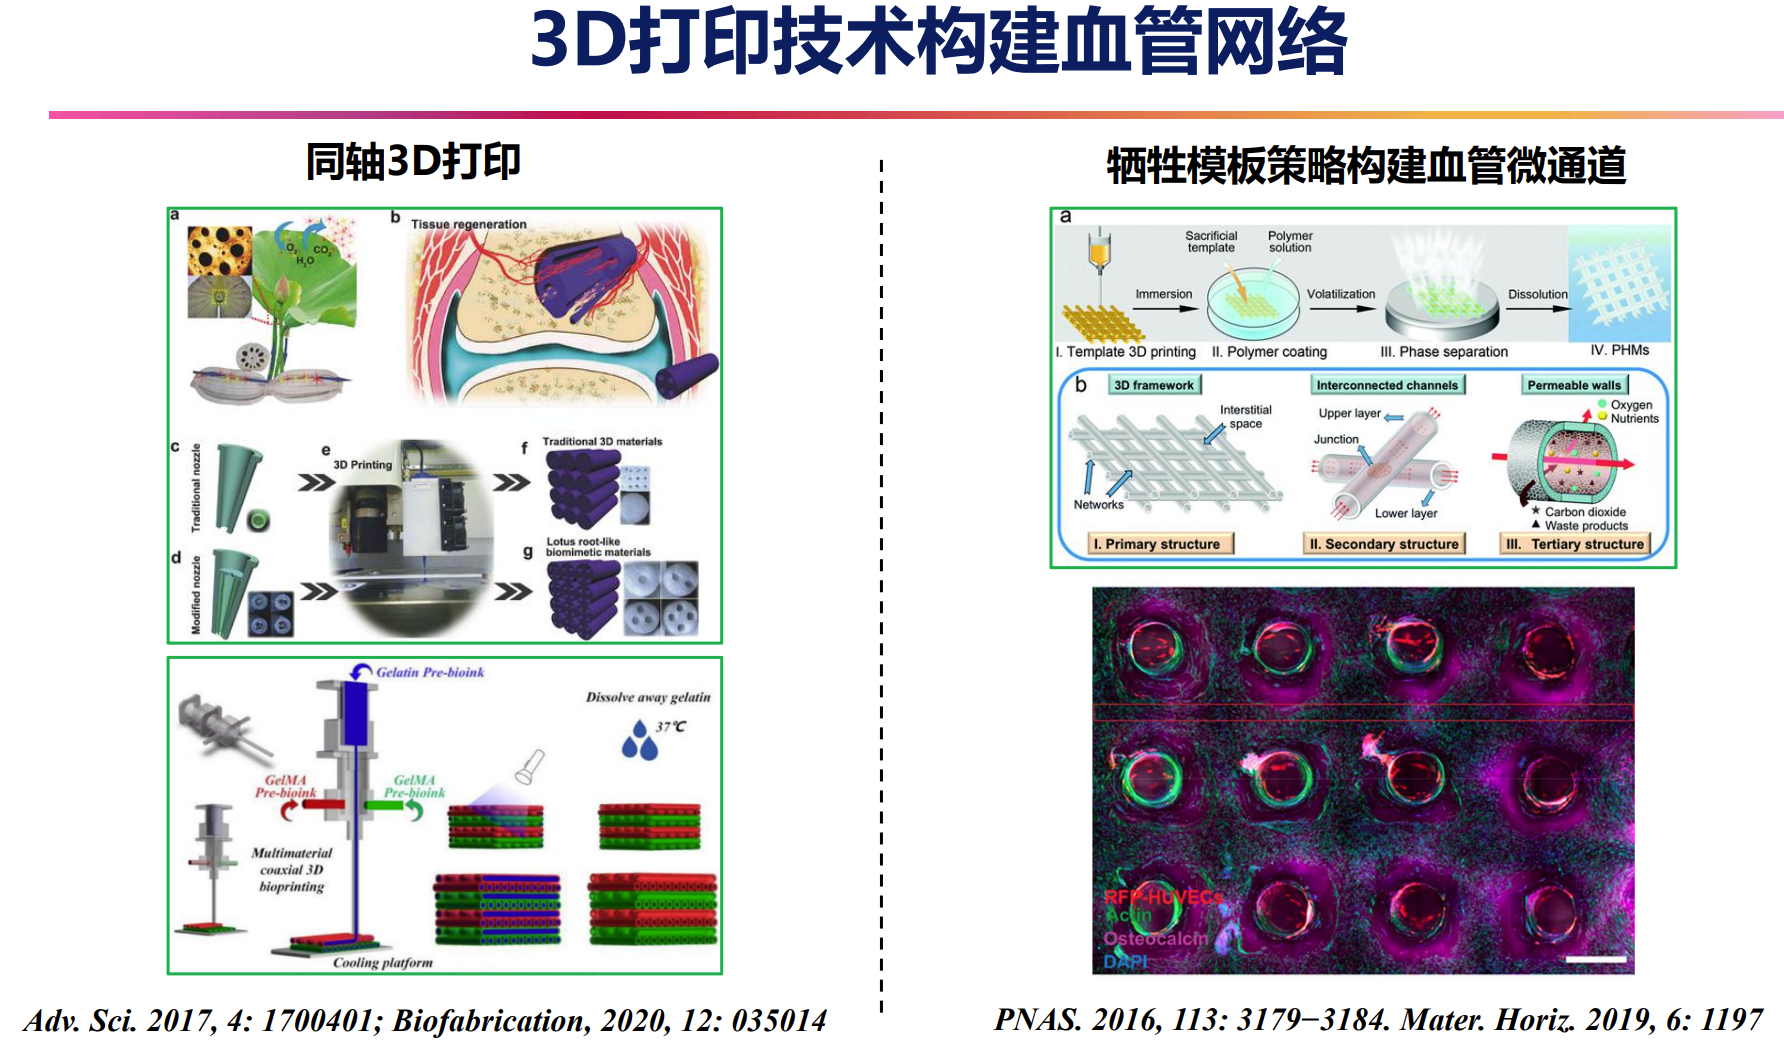 3D打印技术构建血管网络
同轴3D打印
a
O₂
CO₂
H₂O
b
Tissue regeneration
c
Traditional nozzle
d
Modified nozzle
e
3D Printing
f
Traditional 3D materials
g
Lotus root-like
biomimetic materials
Gelatin Pre-bioink
GelMA
Pre-bioink
GelMA
Pre-bioink
Multimaterial
coaxial 3D
bioprinting
Cooling platform
Dissolve away gelatin
37℃
Adv. Sci. 2017, 4: 1700401; Biofabrication, 2020, 12: 035014
牺牲模板策略构建血管微通道
a
Sacrificial
template
Polymer
solution
Immersion
Volatilization
Dissolution
I. Template 3D printing
II. Polymer coating
III. Phase separation
IV. PHMs
b
3D framework
Interstitial
space
Networks
I. Primary structure
Interconnected channels
Upper layer
Junction
Lower layer
II. Secondary structure
Permeable walls
Oxygen
Nutrients
Carbon dioxide
Waste products
III. Tertiary structure
RFP-HUVECs
Actin
Osteocalcin
DAPI
PNAS. 2016, 113: 3179−3184. Mater. Horiz. 2019, 6: 1197